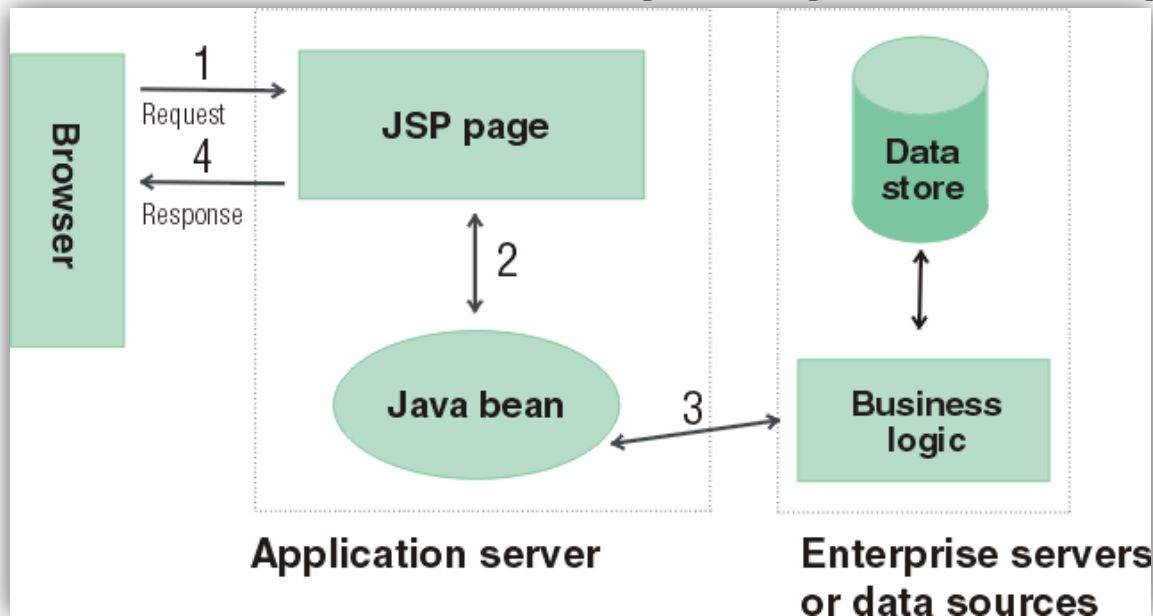 Browser
1
Request
4
Response
JSP page
2
Java bean
3
Data
store
Business
logic
Application server
Enterprise servers
or data sources